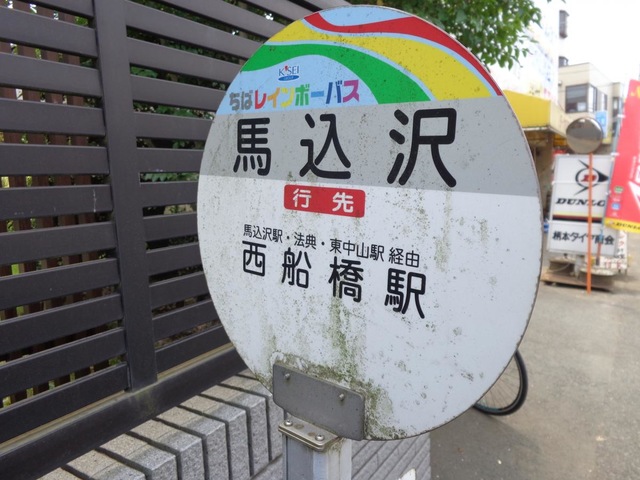 KeiSEI
ちばレインボーバス
馬込沢
行先
馬込沢駅・法典・東中山駅 経由
西船橋駅
DUNLOP